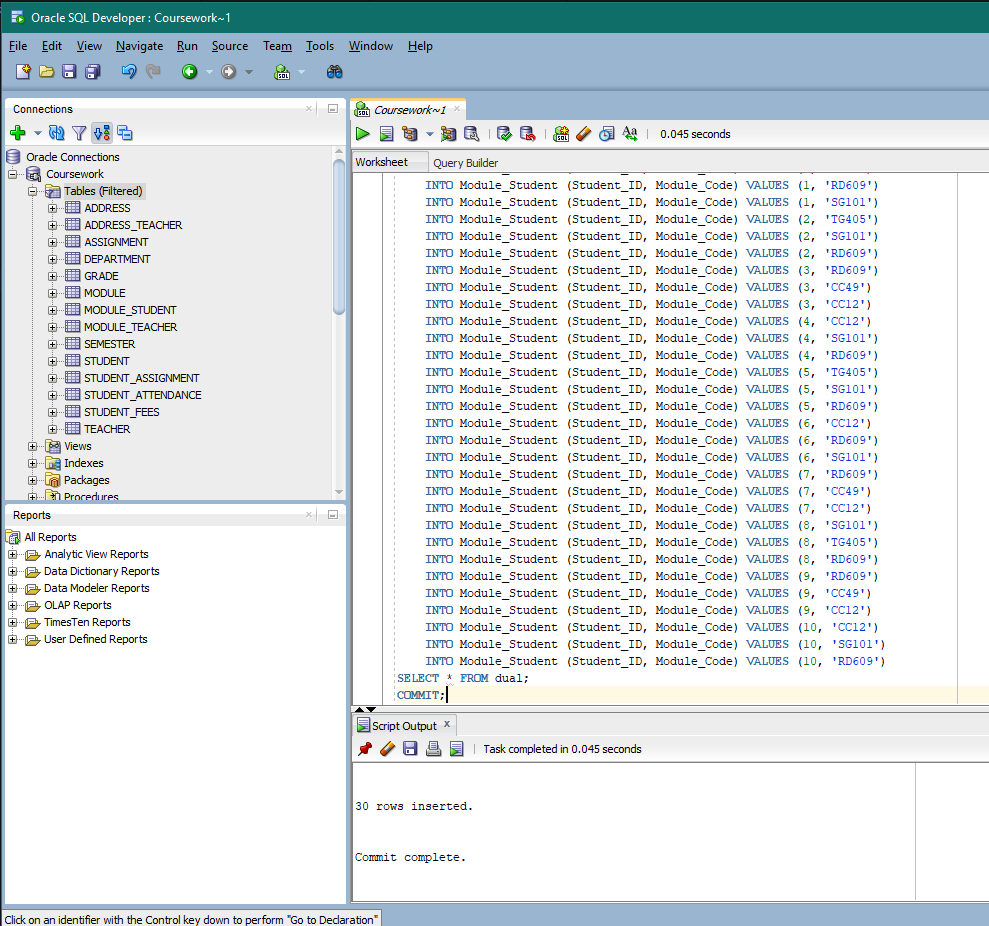 Oracle SQL Developer : Coursework~1
File Edit View Navigate Run Source Team Tools Window Help
Connections
Oracle Connections
Coursework
Tables (Filtered)
ADDRESS
ADDRESS_TEACHER
ASSIGNMENT
DEPARTMENT
GRADE
MODULE
MODULE_STUDENT
MODULE_TEACHER
SEMESTER
STUDENT
STUDENT_ASSIGNMENT
STUDENT_ATTENDANCE
STUDENT_FEES
TEACHER
Views
Indexes
Packages
Procedures
Reports
All Reports
Analytic View Reports
Data Dictionary Reports
Data Modeler Reports
OLAP Reports
TimesTen Reports
User Defined Reports
Coursework~1
0.045 seconds
Worksheet Query Builder
INTO Module_Student (Student_ID, Module_Code) VALUES (1, 'RD609')
INTO Module_Student (Student_ID, Module_Code) VALUES (1, 'SG101')
INTO Module_Student (Student_ID, Module_Code) VALUES (2, 'TG405')
INTO Module_Student (Student_ID, Module_Code) VALUES (2, 'SG101')
INTO Module_Student (Student_ID, Module_Code) VALUES (2, 'RD609')
INTO Module_Student (Student_ID, Module_Code) VALUES (3, 'RD609')
INTO Module_Student (Student_ID, Module_Code) VALUES (3, 'CC49')
INTO Module_Student (Student_ID, Module_Code) VALUES (3, 'CC12')
INTO Module_Student (Student_ID, Module_Code) VALUES (4, 'CC12')
INTO Module_Student (Student_ID, Module_Code) VALUES (4, 'SG101')
INTO Module_Student (Student_ID, Module_Code) VALUES (4, 'RD609')
INTO Module_Student (Student_ID, Module_Code) VALUES (5, 'TG405')
INTO Module_Student (Student_ID, Module_Code) VALUES (5, 'SG101')
INTO Module_Student (Student_ID, Module_Code) VALUES (5, 'RD609')
INTO Module_Student (Student_ID, Module_Code) VALUES (6, 'CC12')
INTO Module_Student (Student_ID, Module_Code) VALUES (6, 'RD609')
INTO Module_Student (Student_ID, Module_Code) VALUES (6, 'SG101')
INTO Module_Student (Student_ID, Module_Code) VALUES (7, 'RD609')
INTO Module_Student (Student_ID, Module_Code) VALUES (7, 'CC49')
INTO Module_Student (Student_ID, Module_Code) VALUES (7, 'CC12')
INTO Module_Student (Student_ID, Module_Code) VALUES (8, 'SG101')
INTO Module_Student (Student_ID, Module_Code) VALUES (8, 'TG405')
INTO Module_Student (Student_ID, Module_Code) VALUES (8, 'RD609')
INTO Module_Student (Student_ID, Module_Code) VALUES (9, 'RD609')
INTO Module_Student (Student_ID, Module_Code) VALUES (9, 'CC49')
INTO Module_Student (Student_ID, Module_Code) VALUES (9, 'CC12')
INTO Module_Student (Student_ID, Module_Code) VALUES (10, 'CC12')
INTO Module_Student (Student_ID, Module_Code) VALUES (10, 'SG101')
INTO Module_Student (Student_ID, Module_Code) VALUES (10, 'RD609')
SELECT * FROM dual;
COMMIT;
Script Output
Task completed in 0.045 seconds
30 rows inserted.
Commit complete.
Click on an identifier with the Control key down to perform "Go to Declaration"